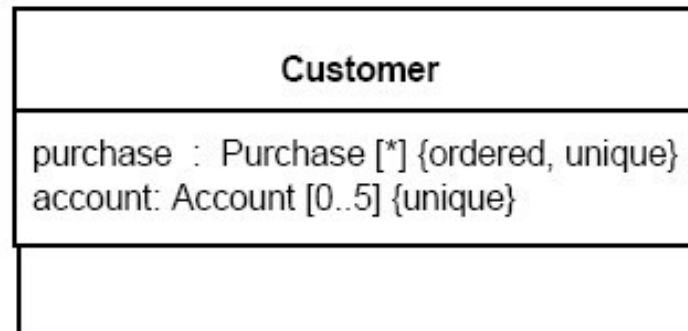 Customer
purchase : Purchase [*] {ordered, unique}
account: Account [0..5] {unique}